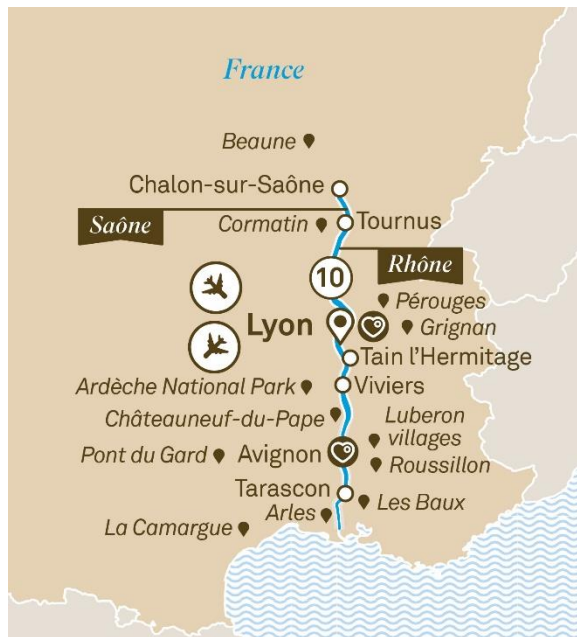 France
Beaune
Chalon-sur-Saône
Saône
Cormatin
Tournus
10
Rhône
Pérouges
Lyon
Grignan
Tain l'Hermitage
Ardèche National Park
Viviers
Châteauneuf-du-Pape
Luberon
villages
Pont du Gard
Avignon
Roussillon
Tarascon
Les Baux
Arles
La Camargue